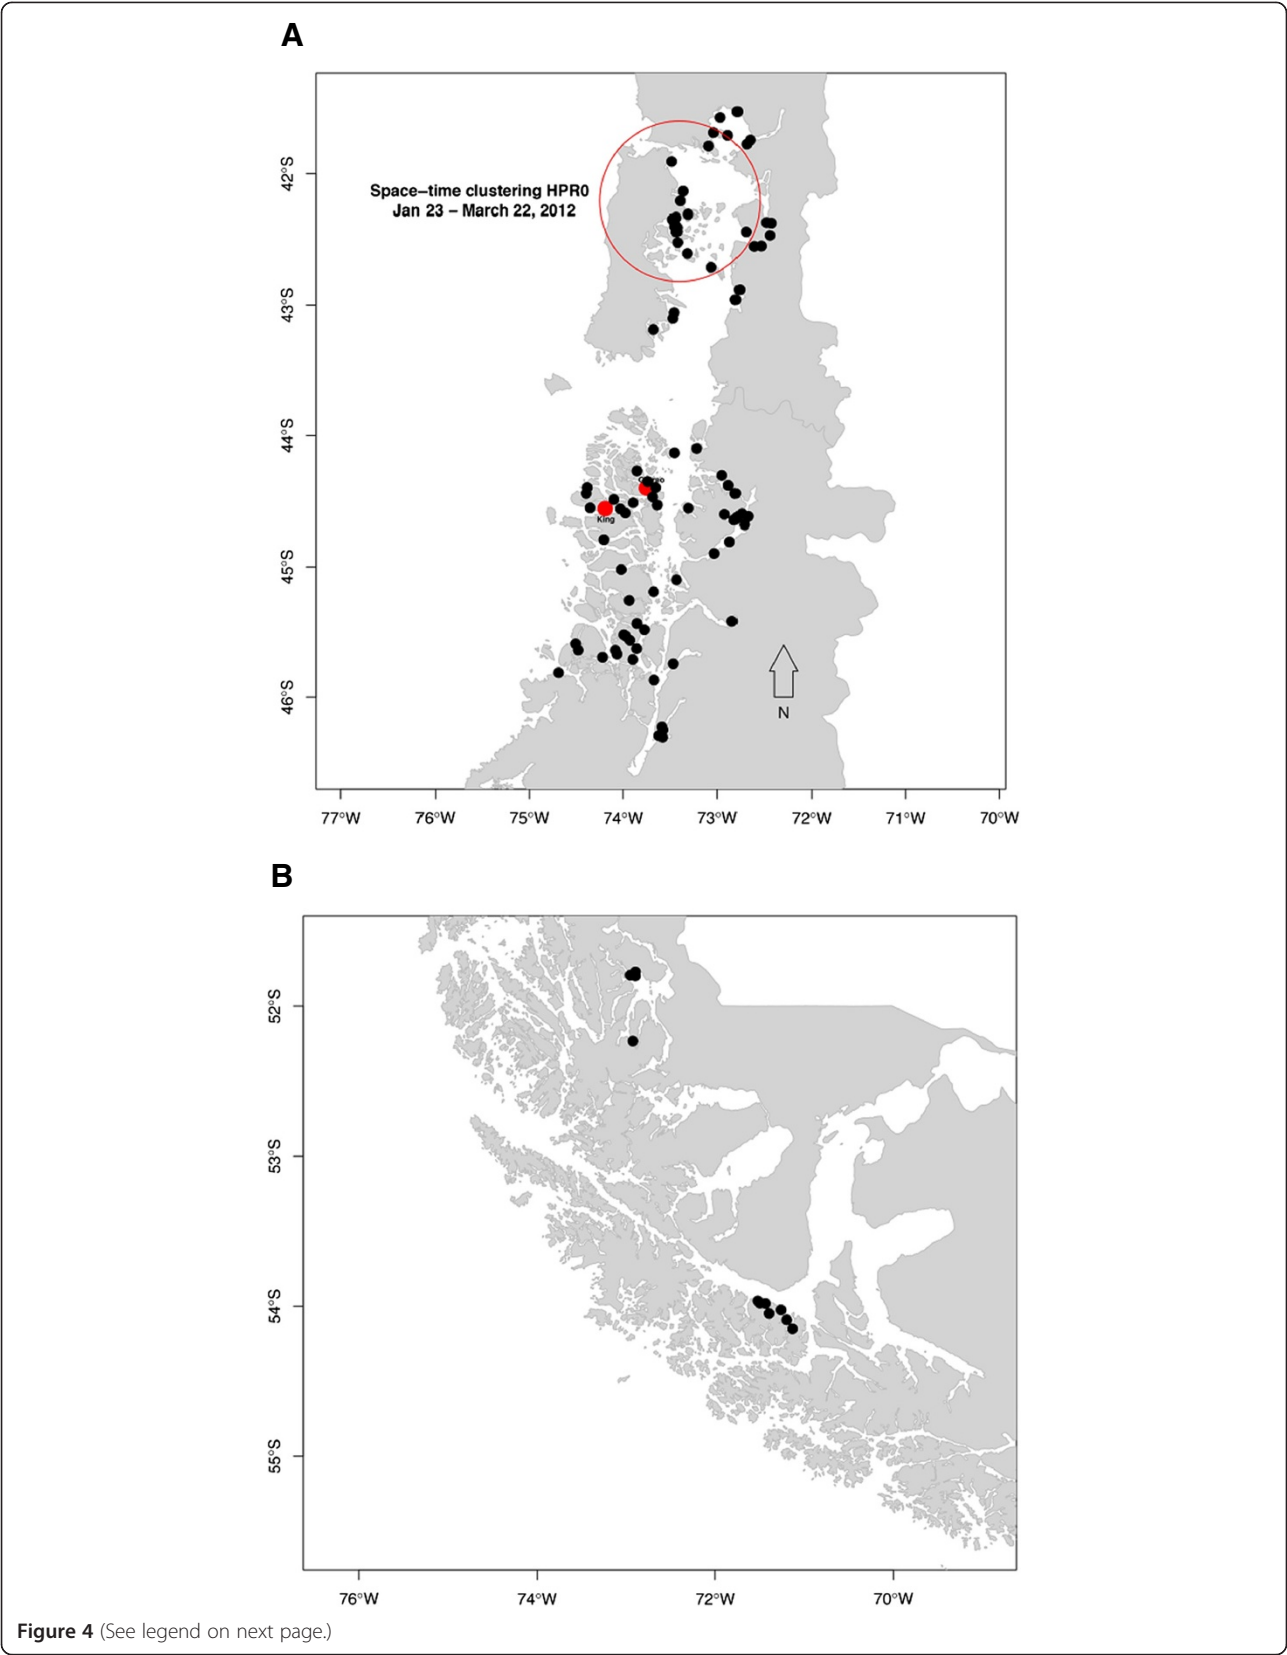 A
42°S
Space–time clustering HPR0
Jan 23 – March 22, 2012
43°S
44°S
King
45°S
46°S
N
77°W 76°W 75°W 74°W 73°W 72°W 71°W 70°W
B
52°S
53°S
54°S
55°S
76°W 74°W 72°W 70°W
Figure 4 (See legend on next page.)